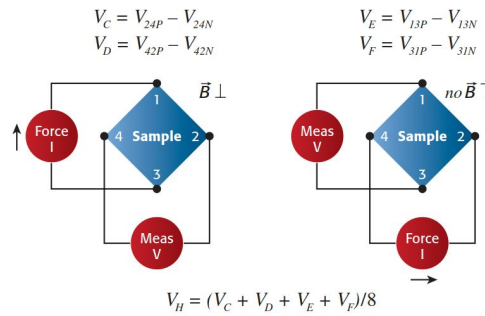 V_C = V_24P − V_24N
V_D = V_42P − V_42N
V_E = V_13P − V_13N
V_F = V_31P − V_31N
B⃗ ⊥
no B⃗
1
Force
I
4 Sample 2
3
Meas
V
1
Meas
V
4 Sample 2
3
Force
I
V_H = (V_C + V_D + V_E + V_F)/8